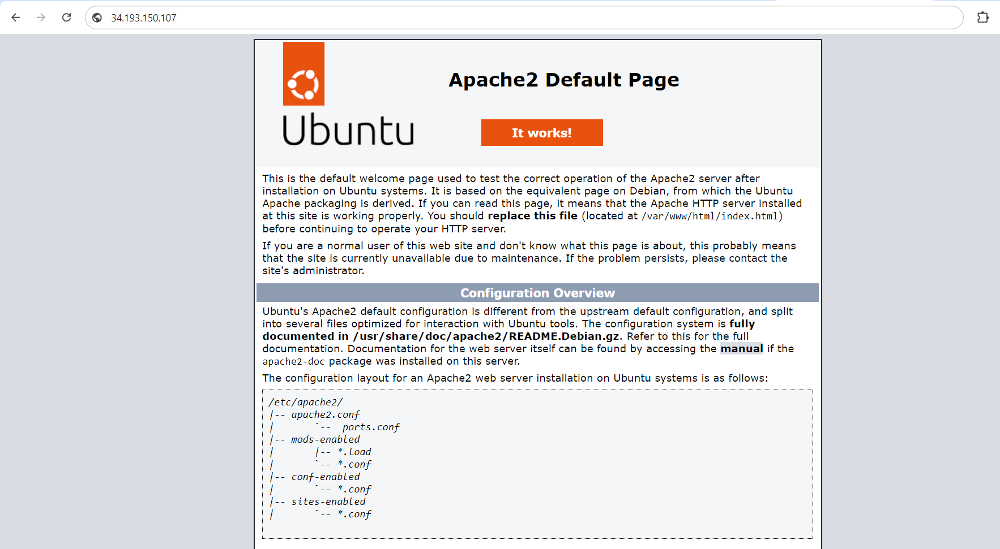 34.193.150.107
Apache2 Default Page
Ubuntu
It works!
This is the default welcome page used to test the correct operation of the Apache2 server after
installation on Ubuntu systems. It is based on the equivalent page on Debian, from which the Ubuntu
Apache packaging is derived. If you can read this page, it means that the Apache HTTP server installed
at this site is working properly. You should replace this file (located at /var/www/html/index.html)
before continuing to operate your HTTP server.
If you are a normal user of this web site and don't know what this page is about, this probably means
that the site is currently unavailable due to maintenance. If the problem persists, please contact the
site's administrator.
Configuration Overview
Ubuntu's Apache2 default configuration is different from the upstream default configuration, and split
into several files optimized for interaction with Ubuntu tools. The configuration system is fully
documented in /usr/share/doc/apache2/README.Debian.gz. Refer to this for the full
documentation. Documentation for the web server itself can be found by accessing the manual if the
apache2-doc package was installed on this server.
The configuration layout for an Apache2 web server installation on Ubuntu systems is as follows:
/etc/apache2/
|-- apache2.conf
|       `--  ports.conf
|-- mods-enabled
|       |-- *.load
|       `-- *.conf
|-- conf-enabled
|       `-- *.conf
|-- sites-enabled
|       `-- *.conf